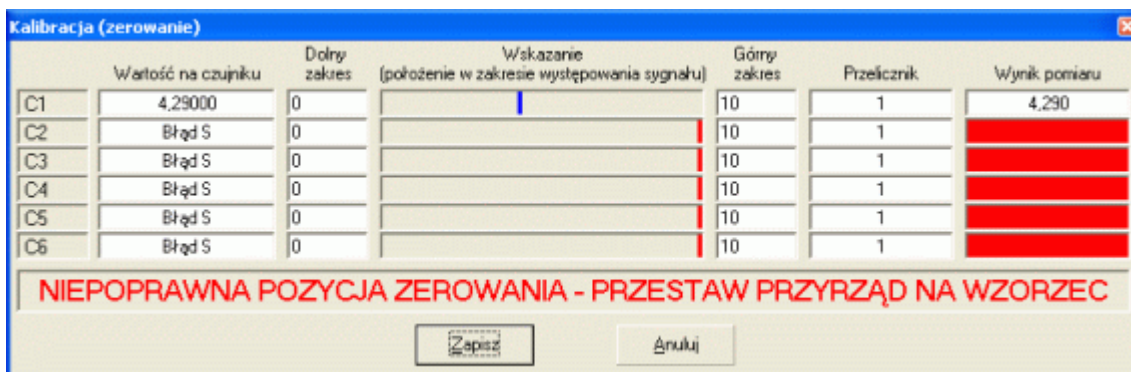 Kalibracja (zerowanie)
Wartość na czujniku Dolny zakres Wskazanie (położenie w zakresie występowania sygnału) Górny zakres Przelicznik Wynik pomiaru
C1 4,29000 0 10 1 4,290
C2 Błąd S 0 10 1
C3 Błąd S 0 10 1
C4 Błąd S 0 10 1
C5 Błąd S 0 10 1
C6 Błąd S 0 10 1
NIEPOPRAWNA POZYCJA ZEROWANIA - PRZESTAW PRZYRZĄD NA WZORZEC
Zapisz Anuluj